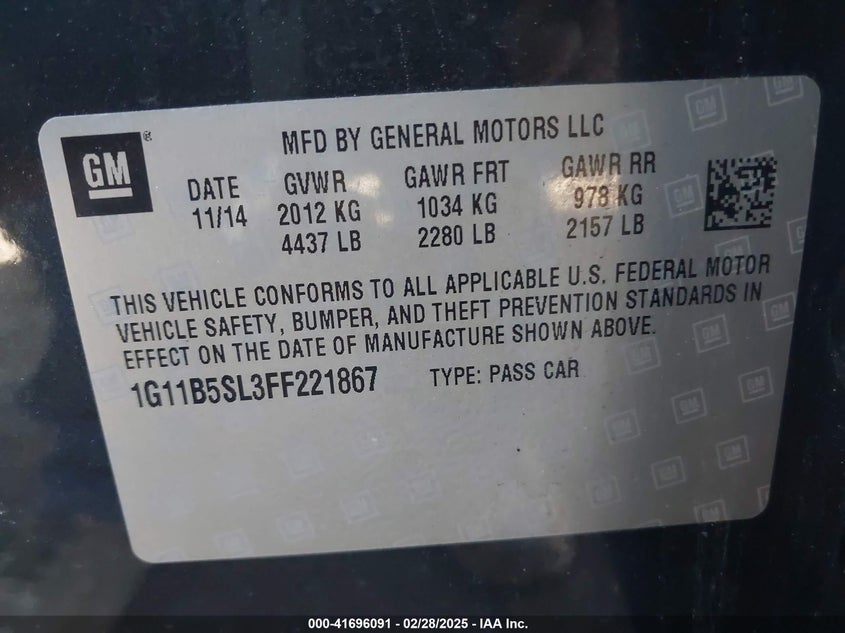 GM®
MFD BY GENERAL MOTORS LLC
DATE GVWR GAWR FRT GAWR RR
11/14 2012 KG 1034 KG 978 KG
4437 LB 2280 LB 2157 LB
THIS VEHICLE CONFORMS TO ALL APPLICABLE U.S. FEDERAL MOTOR
VEHICLE SAFETY, BUMPER, AND THEFT PREVENTION STANDARDS IN
EFFECT ON THE DATE OF MANUFACTURE SHOWN ABOVE.
1G11B5SL3FF221867 TYPE: PASS CAR
000-41696091 - 02/28/2025 - IAA Inc.